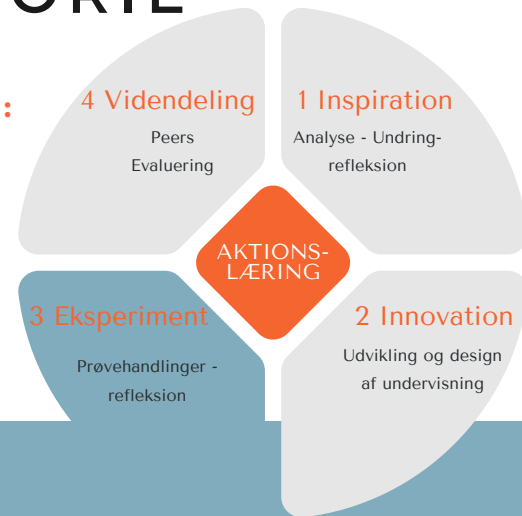 :
4 Videndeling
Peers
Evaluering
1 Inspiration
Analyse - Undring-
refleksion
AKTIONS-
LÆRING
3 Eksperiment
Prøvehandlinger -
refleksion
2 Innovation
Udvikling og design
af undervisning